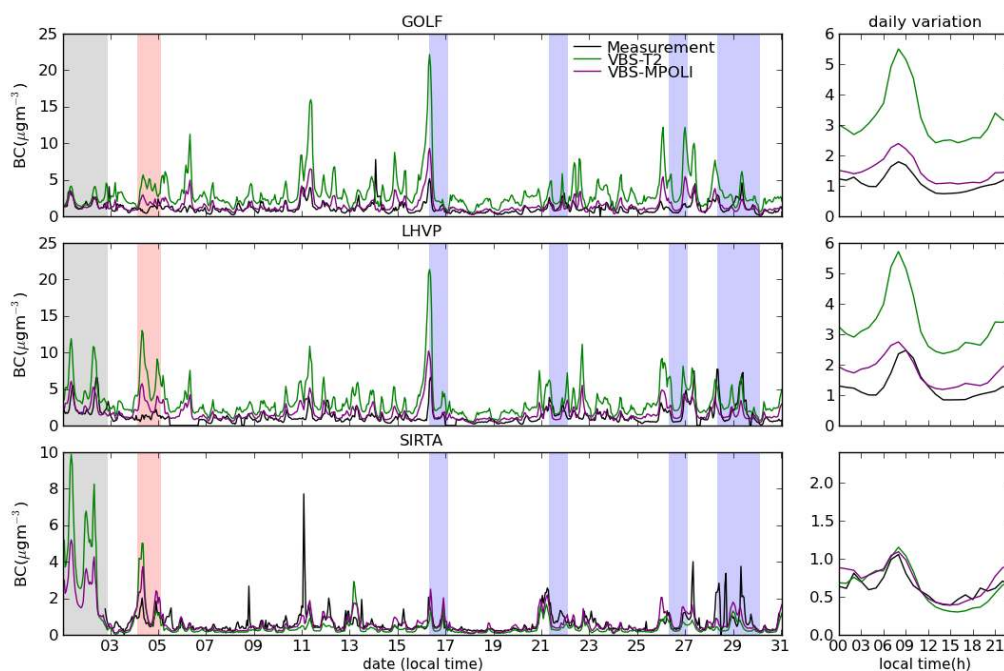 GOLF
daily variation
BC(μgm⁻³)
25
20
15
10
5
0
Measurement
VBS-T2
VBS-MPOLI
6
5
4
3
2
1
0
LHVP
BC(μgm⁻³)
25
20
15
10
5
0
6
5
4
3
2
1
0
SIRTA
BC(μgm⁻³)
10
8
6
4
2
0
03 05 07 09 11 13 15 17 19 21 23 25 27 29 31
date (local time)
2.0
1.5
1.0
0.5
0.0
00 03 06 09 12 15 18 21
local time(h)